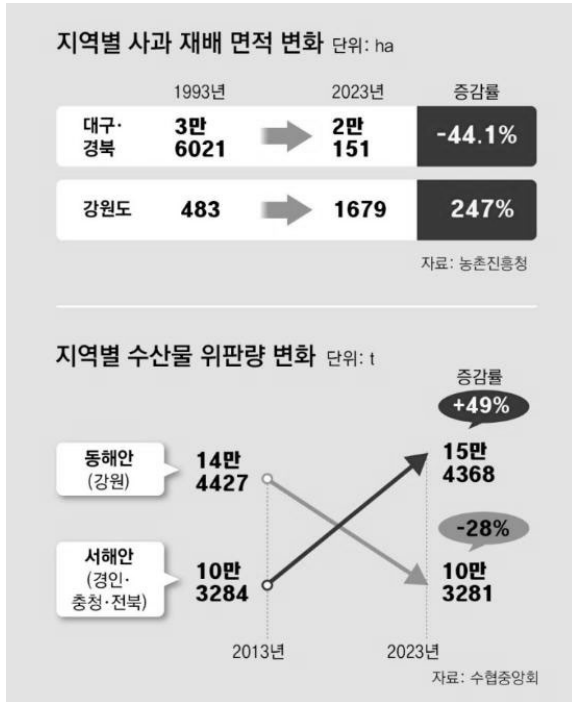 지역별 사과 재배 면적 변화 단위: ha
1993년 2023년 증감률
대구·
경북
3만
6021
2만
151
-44.1%
강원도 483 1679 247%
자료: 농촌진흥청
지역별 수산물 위판량 변화 단위: t
증감률
+49%
동해안
(강원)
14만
4427
15만
4368
-28%
서해안
(경인·
충청·전북)
10만
3284
10만
3281
2013년 2023년
자료: 수협중앙회